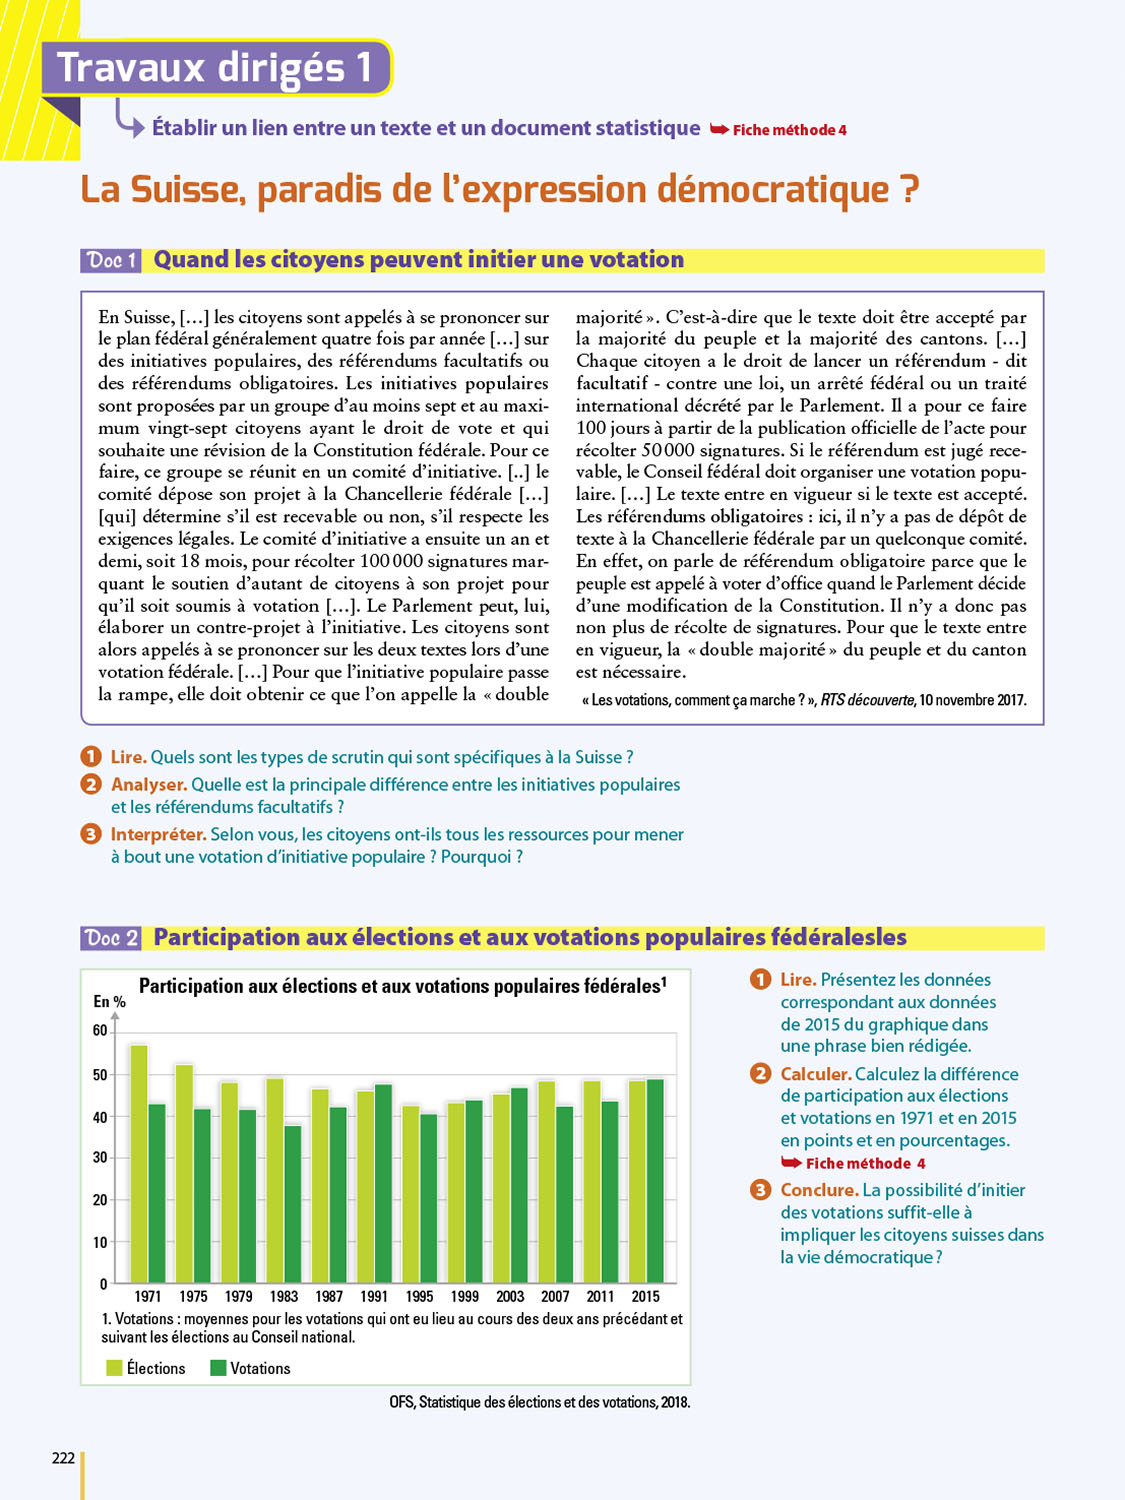 Travaux dirigés 1
Établir un lien entre un texte et un document statistique ➥ Fiche méthode 4
La Suisse, paradis de l’expression démocratique ?
Doc 1 Quand les citoyens peuvent initier une votation
En Suisse, […] les citoyens sont appelés à se prononcer sur
le plan fédéral généralement quatre fois par année […] sur
des initiatives populaires, des référendums facultatifs ou
des référendums obligatoires. Les initiatives populaires
sont proposées par un groupe d’au moins sept et au maxi-
mum vingt-sept citoyens ayant le droit de vote et qui
souhaite une révision de la Constitution fédérale. Pour ce
faire, ce groupe se réunit en un comité d’initiative. [..] le
comité dépose son projet à la Chancellerie fédérale […]
[qui] détermine s’il est recevable ou non, s’il respecte les
exigences légales. Le comité d’initiative a ensuite un an et
demi, soit 18 mois, pour récolter 100 000 signatures mar-
quant le soutien d’autant de citoyens à son projet pour
qu’il soit soumis à votation […]. Le Parlement peut, lui,
élaborer un contre-projet à l’initiative. Les citoyens sont
alors appelés à se prononcer sur les deux textes lors d’une
votation fédérale. […] Pour que l’initiative populaire passe
la rampe, elle doit obtenir ce que l’on appelle la « double
majorité ». C’est-à-dire que le texte doit être accepté par
la majorité du peuple et la majorité des cantons. […]
Chaque citoyen a le droit de lancer un référendum - dit
facultatif - contre une loi, un arrêté fédéral ou un traité
international décrété par le Parlement. Il a pour ce faire
100 jours à partir de la publication officielle de l’acte pour
récolter 50 000 signatures. Si le référendum est jugé rece-
vable, le Conseil fédéral doit organiser une votation popu-
laire. […] Le texte entre en vigueur si le texte est accepté.
Les référendums obligatoires : ici, il n’y a pas de dépôt de
texte à la Chancellerie fédérale par un quelconque comité.
En effet, on parle de référendum obligatoire parce que le
peuple est appelé à voter d’office quand le Parlement décide
d’une modification de la Constitution. Il n’y a donc pas
non plus de récolte de signatures. Pour que le texte entre
en vigueur, la « double majorité » du peuple et du canton
est nécessaire.
« Les votations, comment ça marche ? », RTS découverte, 10 novembre 2017.
1 Lire. Quels sont les types de scrutin qui sont spécifiques à la Suisse ?
2 Analyser. Quelle est la principale différence entre les initiatives populaires
et les référendums facultatifs ?
3 Interpréter. Selon vous, les citoyens ont-ils tous les ressources pour mener
à bout une votation d’initiative populaire ? Pourquoi ?
Doc 2 Participation aux élections et aux votations populaires fédéralesles
Participation aux élections et aux votations populaires fédérales¹
En %
60
50
40
30
20
10
0
1971 1975 1979 1983 1987 1991 1995 1999 2003 2007 2011 2015
1. Votations : moyennes pour les votations qui ont eu lieu au cours des deux ans précédant et
suivant les élections au Conseil national.
Élections Votations
OFS, Statistique des élections et des votations, 2018.
1 Lire. Présentez les données
correspondant aux données
de 2015 du graphique dans
une phrase bien rédigée.
2 Calculer. Calculez la différence
de participation aux élections
et votations en 1971 et en 2015
en points et en pourcentages.
➥ Fiche méthode 4
3 Conclure. La possibilité d’initier
des votations suffit-elle à
impliquer les citoyens suisses dans
la vie démocratique ?
222